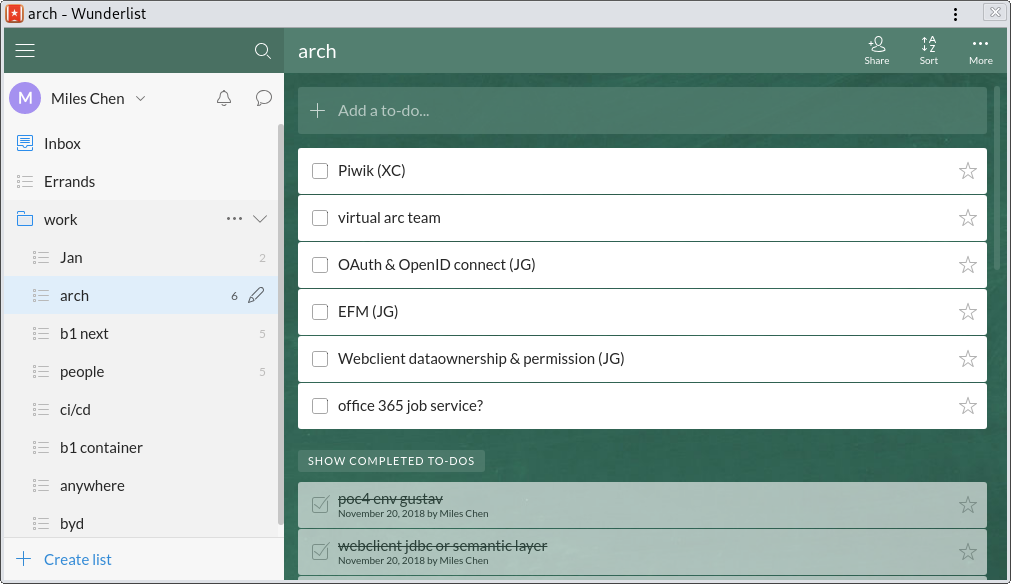 arch - Wunderlist
arch
Share
Sort
A
Z
More
M
Miles Chen
Inbox
Errands
work
Jan 2
arch 6
b1 next 5
people 5
ci/cd
b1 container
anywhere
byd
Create list
Add a to-do...
Piwik (XC)
virtual arc team
OAuth & OpenID connect (JG)
EFM (JG)
Webclient dataownership & permission (JG)
office 365 job service?
SHOW COMPLETED TO-DOS
poc4 env gustav
November 20, 2018 by Miles Chen
webclient jdbc or semantic layer
November 20, 2018 by Miles Chen